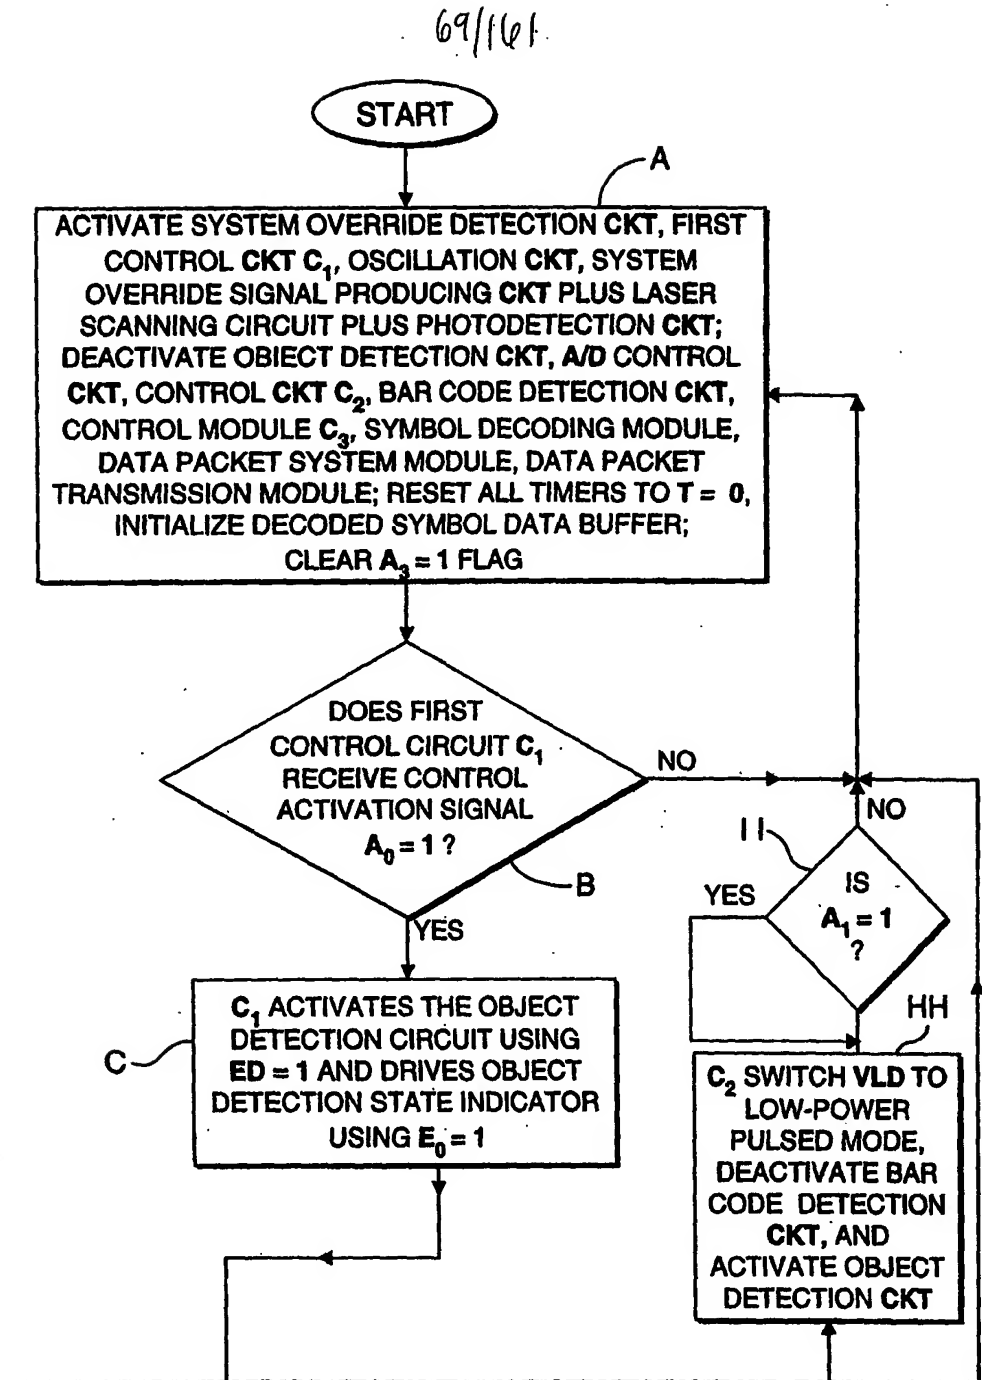 69/161
START
A
ACTIVATE SYSTEM OVERRIDE DETECTION CKT, FIRST
CONTROL CKT C₁, OSCILLATION CKT, SYSTEM
OVERRIDE SIGNAL PRODUCING CKT PLUS LASER
SCANNING CIRCUIT PLUS PHOTODETECTION CKT;
DEACTIVATE OBIECT DETECTION CKT, A/D CONTROL
CKT, CONTROL CKT C₂, BAR CODE DETECTION CKT,
CONTROL MODULE C₃, SYMBOL DECODING MODULE,
DATA PACKET SYSTEM MODULE, DATA PACKET
TRANSMISSION MODULE; RESET ALL TIMERS TO T = 0,
INITIALIZE DECODED SYMBOL DATA BUFFER;
CLEAR A₃ = 1 FLAG
DOES FIRST
CONTROL CIRCUIT C₁
RECEIVE CONTROL
ACTIVATION SIGNAL
A₀ = 1 ?
NO
B
YES
NO
I I
YES
IS
A₁ = 1
?
HH
C
C₁ ACTIVATES THE OBJECT
DETECTION CIRCUIT USING
ED = 1 AND DRIVES OBJECT
DETECTION STATE INDICATOR
USING E₀ = 1
C₂ SWITCH VLD TO
LOW-POWER
PULSED MODE,
DEACTIVATE BAR
CODE DETECTION
CKT, AND
ACTIVATE OBJECT
DETECTION CKT